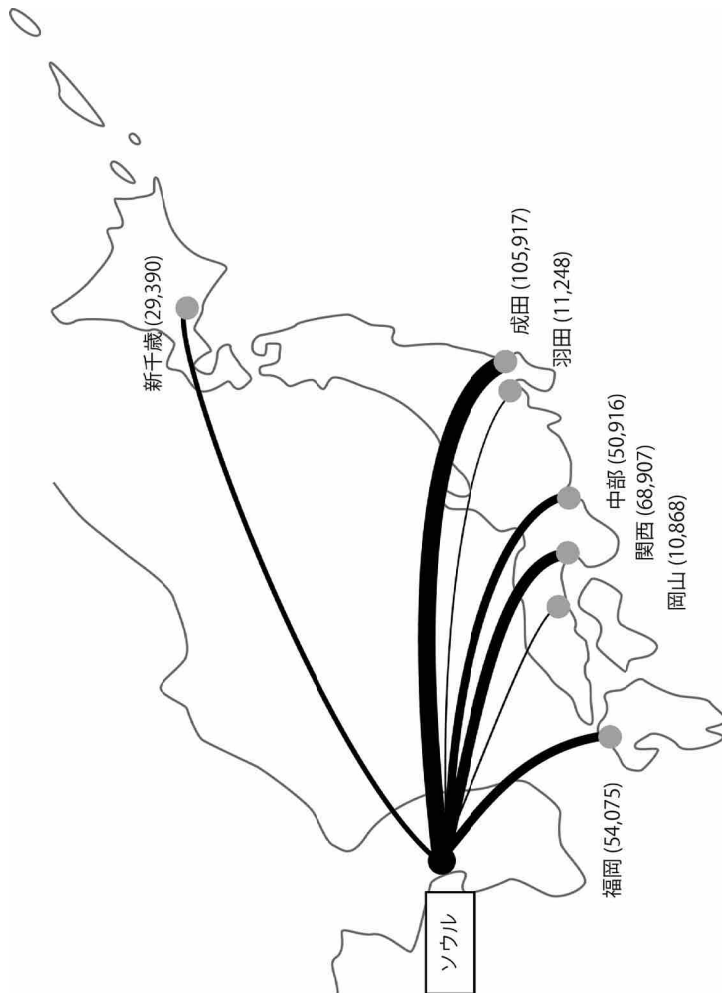 新千歳 (29,390)
成田 (105,917)
羽田 (11,248)
中部 (50,916)
関西 (68,907)
岡山 (10,868)
福岡 (54,075)
ソウル